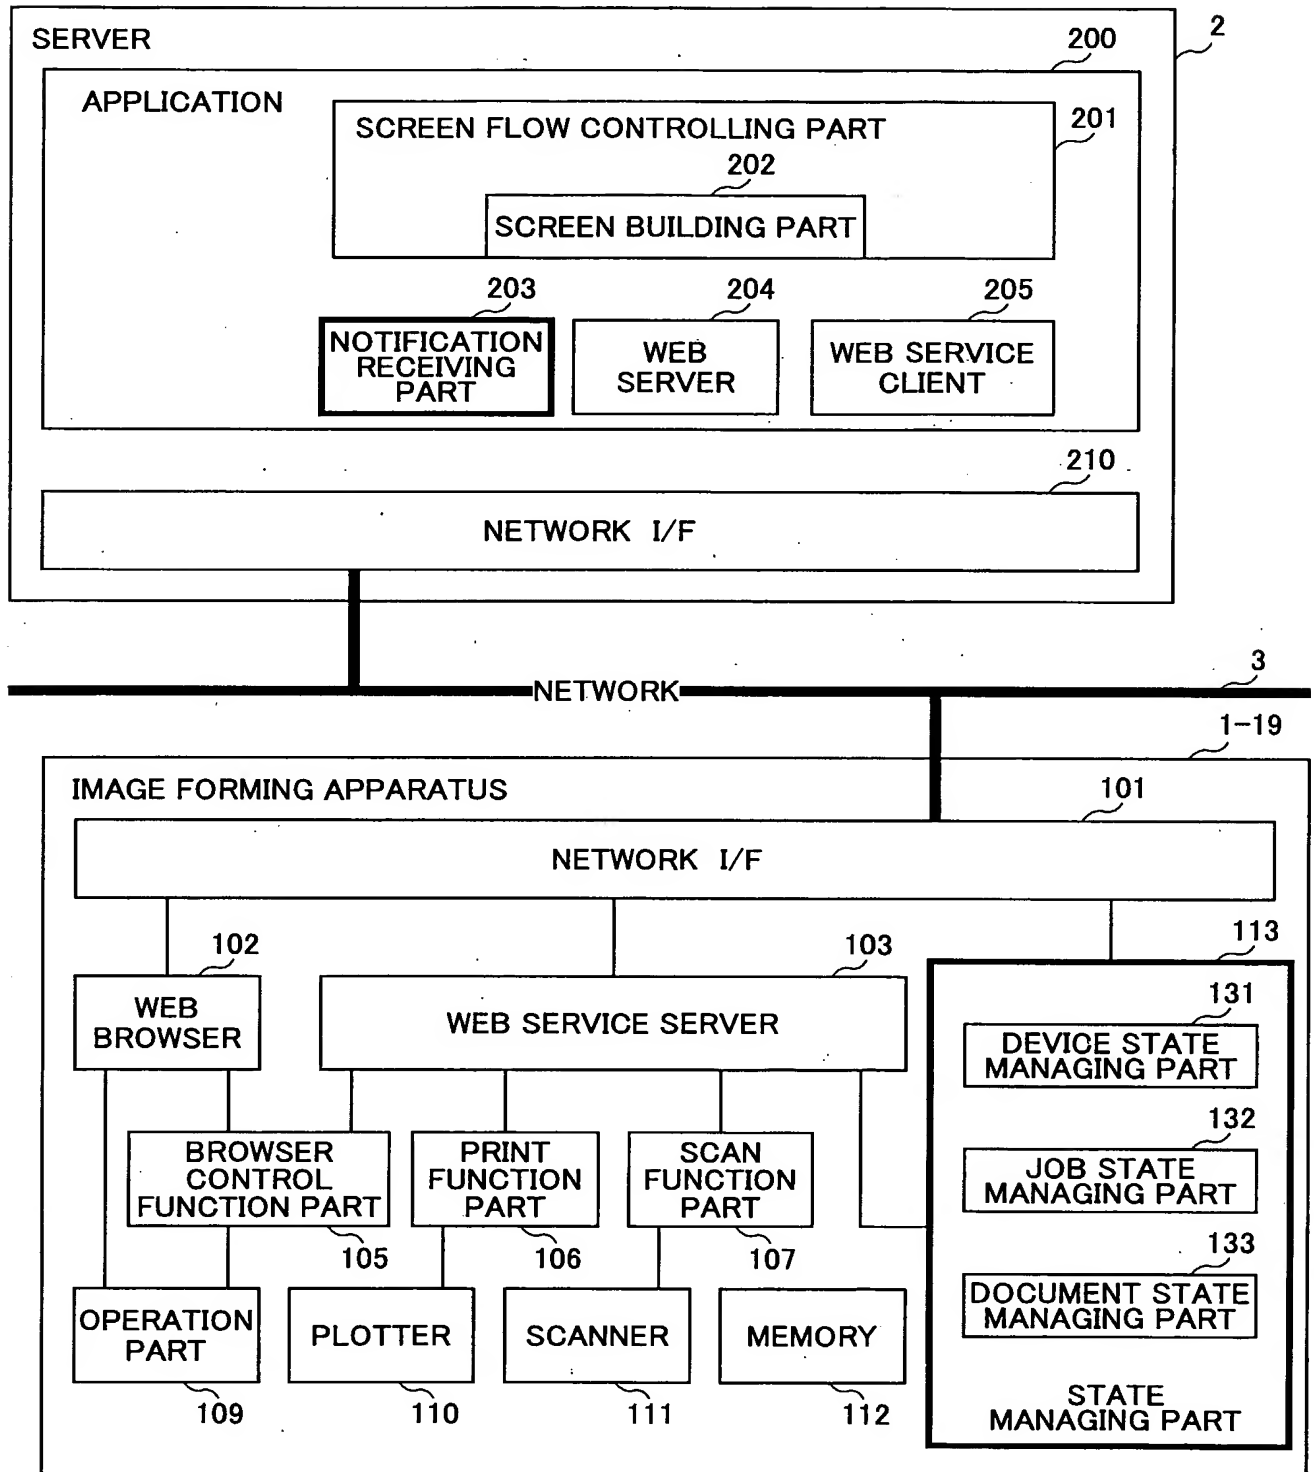 SERVER
2
200
APPLICATION
SCREEN FLOW CONTROLLING PART
201
202
SCREEN BUILDING PART
203
204
205
NOTIFICATION
RECEIVING
PART
WEB
SERVER
WEB SERVICE
CLIENT
210
NETWORK I/F
NETWORK
3
1-19
IMAGE FORMING APPARATUS
101
NETWORK I/F
102
103
113
WEB
BROWSER
WEB SERVICE SERVER
131
DEVICE STATE
MANAGING PART
BROWSER
CONTROL
FUNCTION PART
PRINT
FUNCTION
PART
SCAN
FUNCTION
PART
132
JOB STATE
MANAGING PART
105
106
107
133
DOCUMENT STATE
MANAGING PART
OPERATION
PART
PLOTTER
SCANNER
MEMORY
109
110
111
112
STATE
MANAGING PART